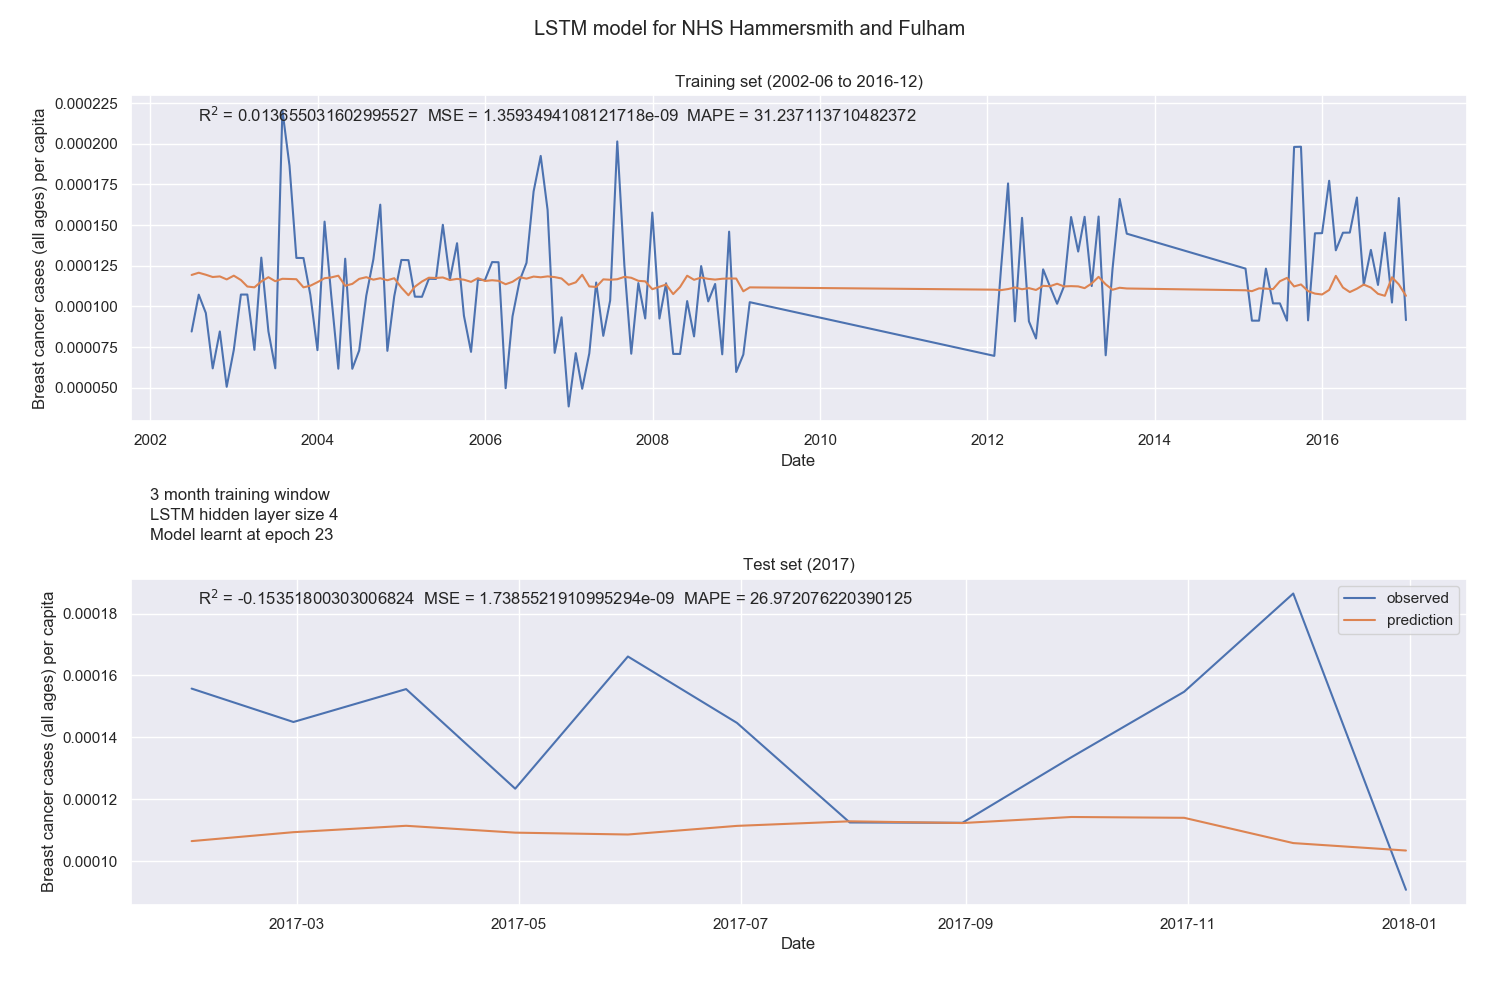 LSTM model for NHS Hammersmith and Fulham
Training set (2002-06 to 2016-12)
R² = 0.013655031602995527 MSE = 1.3593494108121718e-09 MAPE = 31.237113710482372
Breast cancer cases (all ages) per capita
0.000225
0.000200
0.000175
0.000150
0.000125
0.000100
0.000075
0.000050
2002 2004 2006 2008 2010 2012 2014 2016
Date
3 month training window
LSTM hidden layer size 4
Model learnt at epoch 23
Test set (2017)
R² = -0.15351800303006824 MSE = 1.7385521910995294e-09 MAPE = 26.972076220390125
observed
prediction
Breast cancer cases (all ages) per capita
0.00018
0.00016
0.00014
0.00012
0.00010
2017-03 2017-05 2017-07 2017-09 2017-11 2018-01
Date